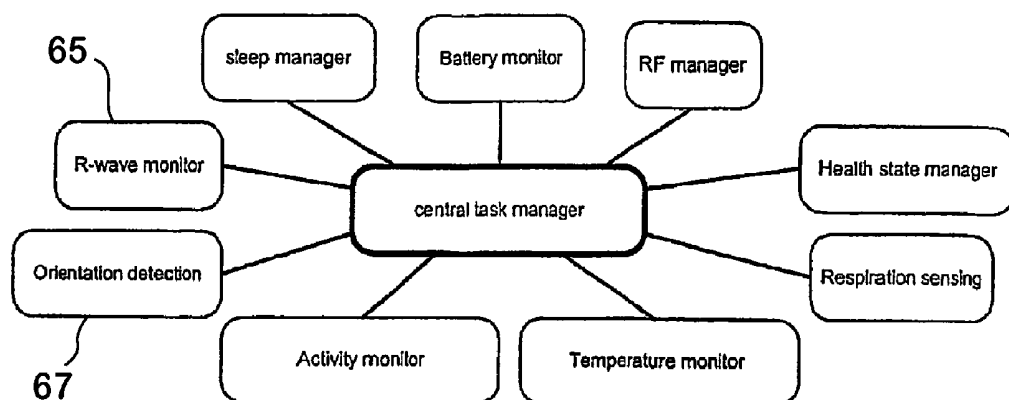 65
sleep manager
Battery monitor
RF manager
R-wave monitor
Health state manager
central task manager
Orientation detection
Respiration sensing
Activity monitor
Temperature monitor
67